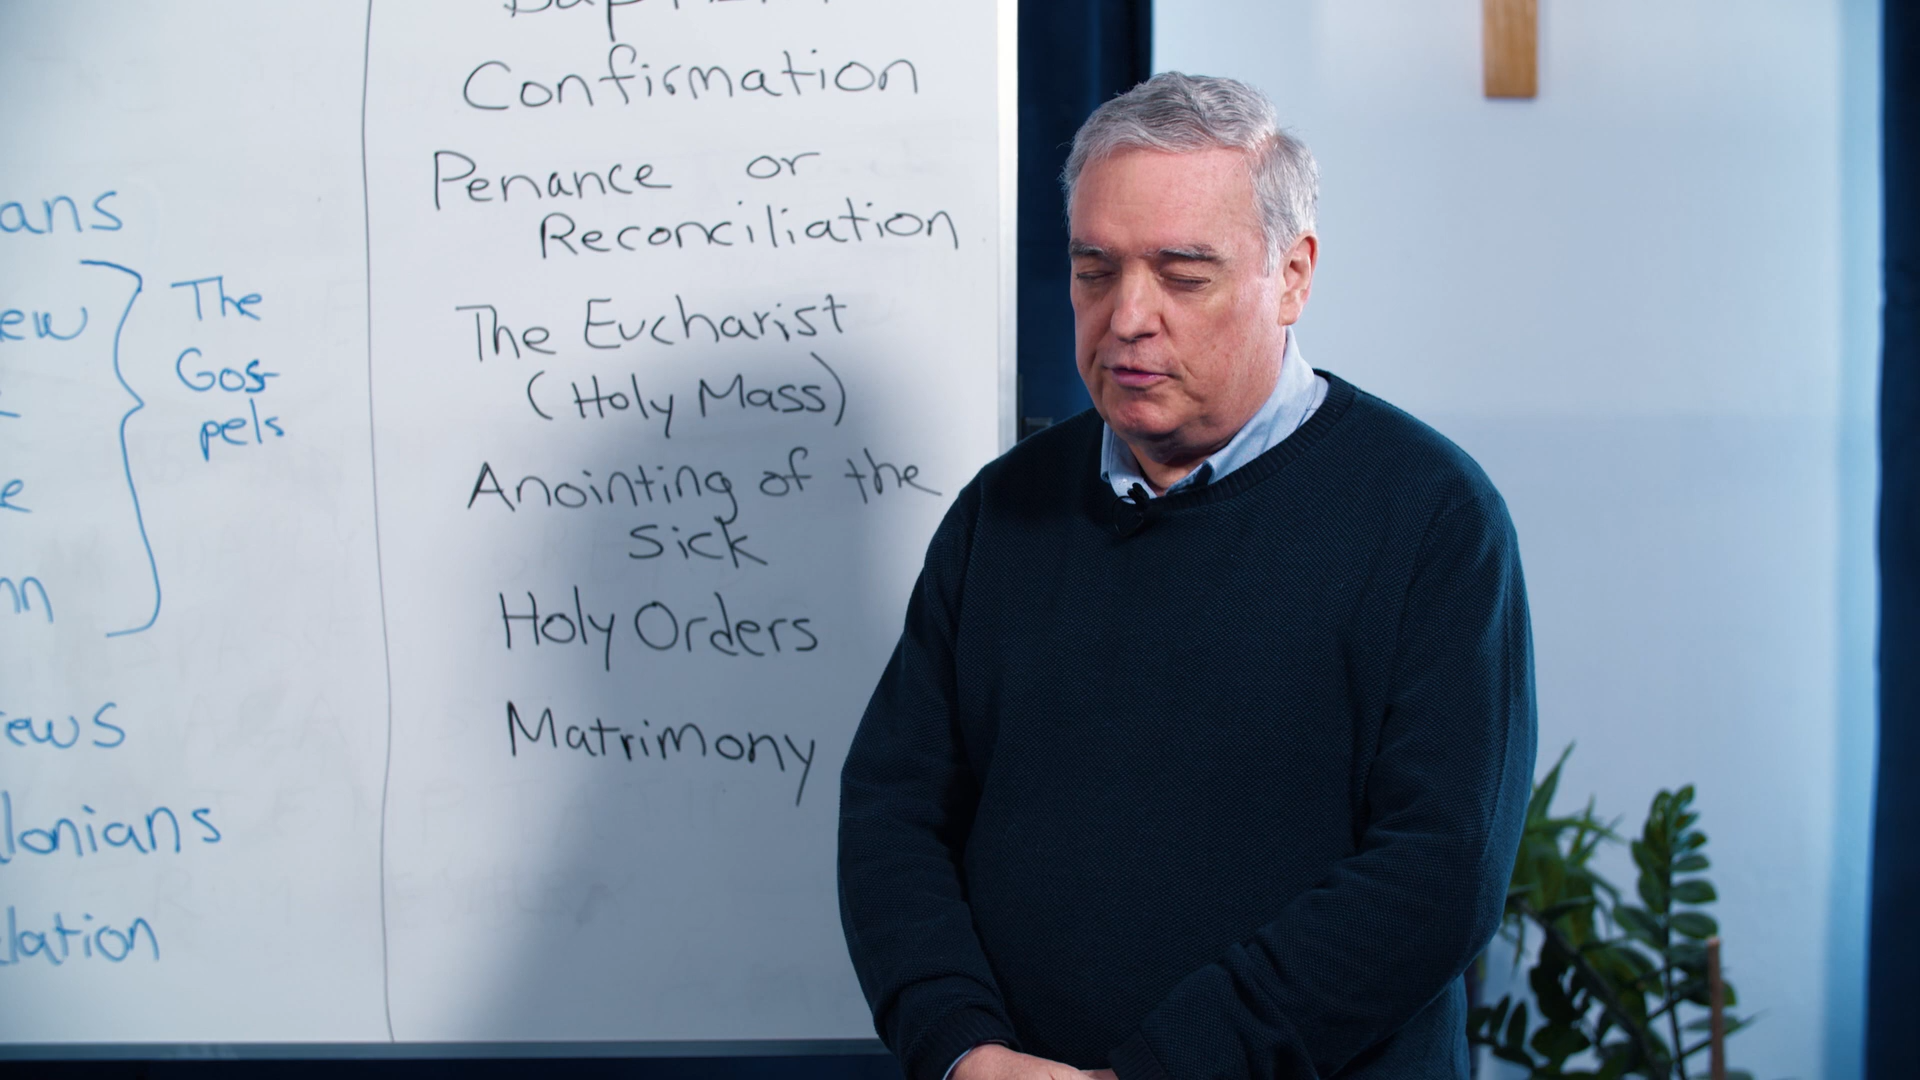 ans
ew
The
Gos-
pels
e
nn
ews
lonians
lation
Confirmation
Penance or
Reconciliation
The Eucharist
(Holy Mass)
Anointing of the
Sick
Holy Orders
Matrimony